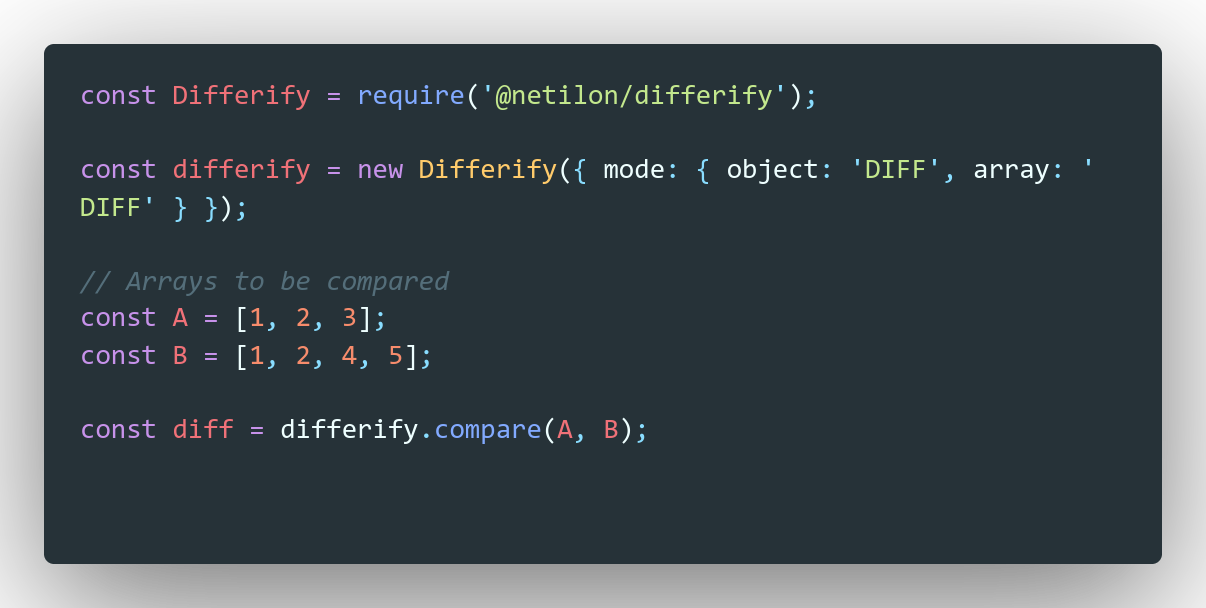 const Differify = require('@netilon/differify');
const differify = new Differify({ mode: { object: 'DIFF', array: '
DIFF' } });
// Arrays to be compared
const A = [1, 2, 3];
const B = [1, 2, 4, 5];
const diff = differify.compare(A, B);